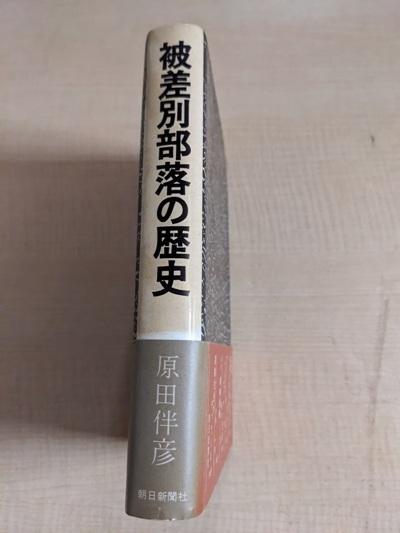 被差別部落の歴史
原田伴彦
朝日新聞社